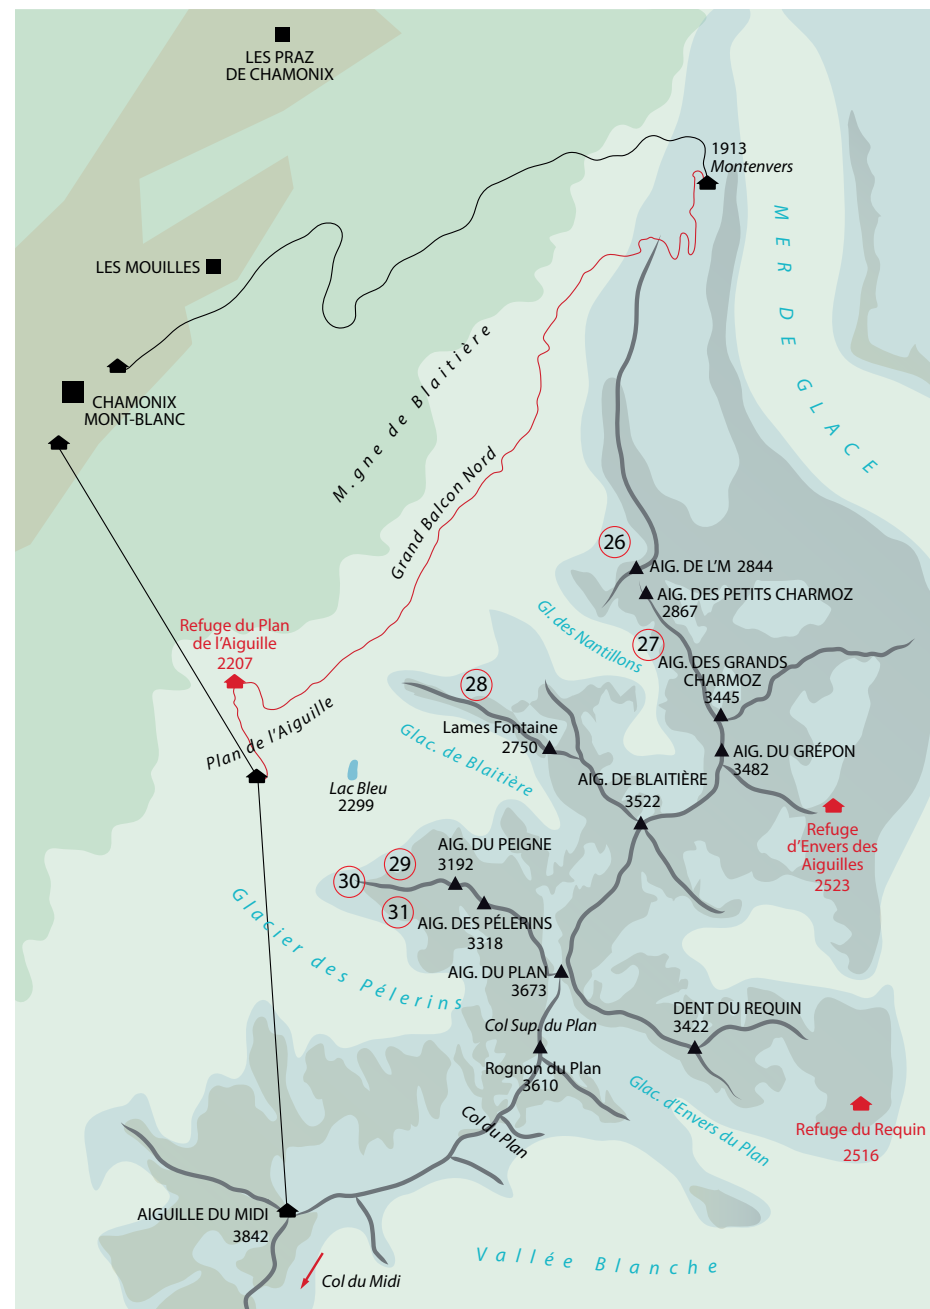 LES PRAZ
DE CHAMONIX
1913
Montenvers
MER DE GLACE
LES MOUILLES
CHAMONIX
MONT-BLANC
M.gne de Blaitière
Grand Balcon Nord
26
AIG. DE L'M 2844
AIG. DES PETITS CHARMOZ
2867
Gl. des Nantillons
27
AIG. DES GRANDS
CHARMOZ
3445
Refuge du Plan
de l'Aiguille
2207
28
Plan de l'Aiguille
Lames Fontaine
2750
Glac. de Blaitière
AIG. DU GRÉPON
3482
AIG. DE BLAITIÈRE
3522
Lac Bleu
2299
Refuge
d'Envers des
Aiguilles
2523
AIG. DU PEIGNE
3192
29
30
31
AIG. DES PÉLERINS
3318
Glacier des Pélerins
AIG. DU PLAN
3673
DENT DU REQUIN
3422
Col Sup. du Plan
Rognon du Plan
3610
Glac. d'Envers du Plan
Col du Plan
Refuge du Requin
2516
AIGUILLE DU MIDI
3842
Vallée Blanche
Col du Midi